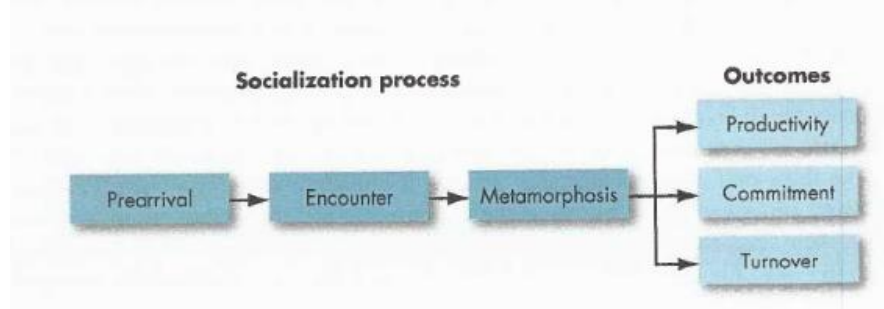 Socialization process
Outcomes
Productivity
Prearrival
Encounter
Metamorphosis
Commitment
Turnover